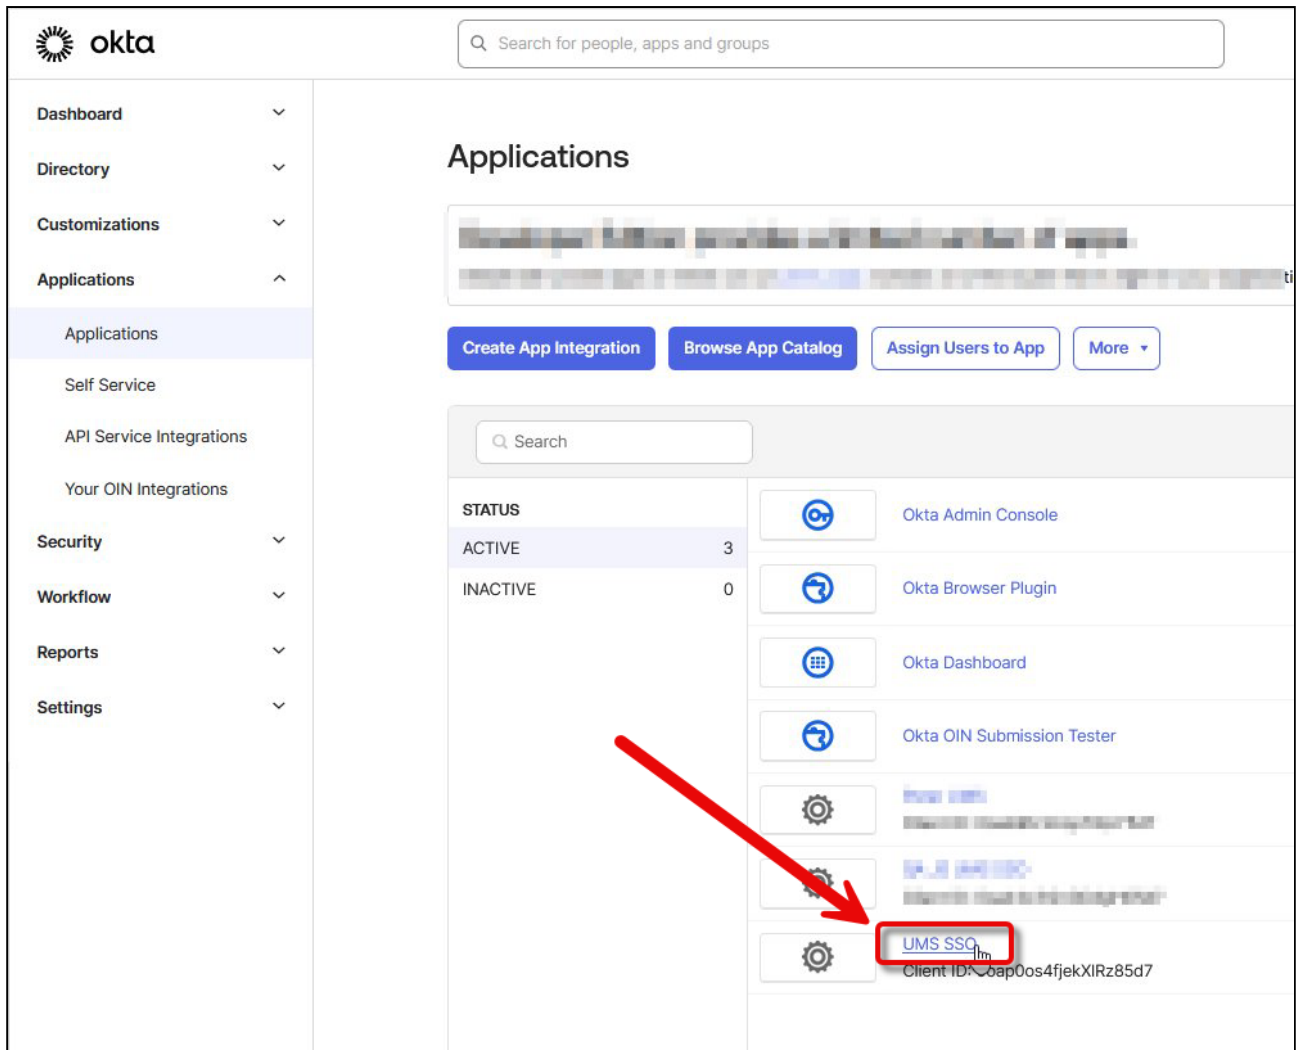 okta
Search for people, apps and groups
Dashboard
Directory
Customizations
Applications
Applications
Self Service
API Service Integrations
Your OIN Integrations
Security
Workflow
Reports
Settings
Applications
Create App Integration
Browse App Catalog
Assign Users to App
More
Search
STATUS
ACTIVE 3
INACTIVE 0
Okta Admin Console
Okta Browser Plugin
Okta Dashboard
Okta OIN Submission Tester
UMS SSO
Client ID: